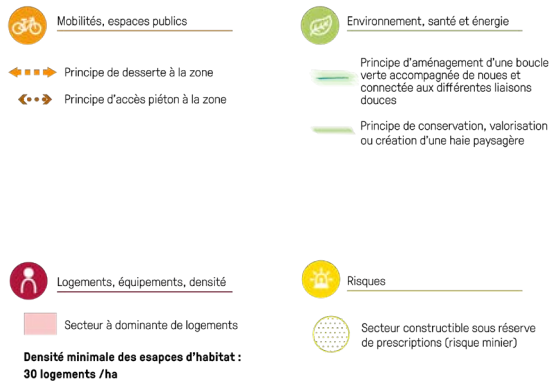 Mobilités, espaces publics
Principe de desserte à la zone
Principe d'accès piéton à la zone
Environnement, santé et énergie
Principe d'aménagement d'une boucle
verte accompagnée de noues et
connectée aux différentes liaisons
douces
Principe de conservation, valorisation
ou création d'une haie paysagère
Logements, équipements, densité
Secteur à dominante de logements
Densité minimale des esapces d'habitat :
30 logements /ha
Risques
Secteur constructible sous réserve
de prescriptions (risque minier)